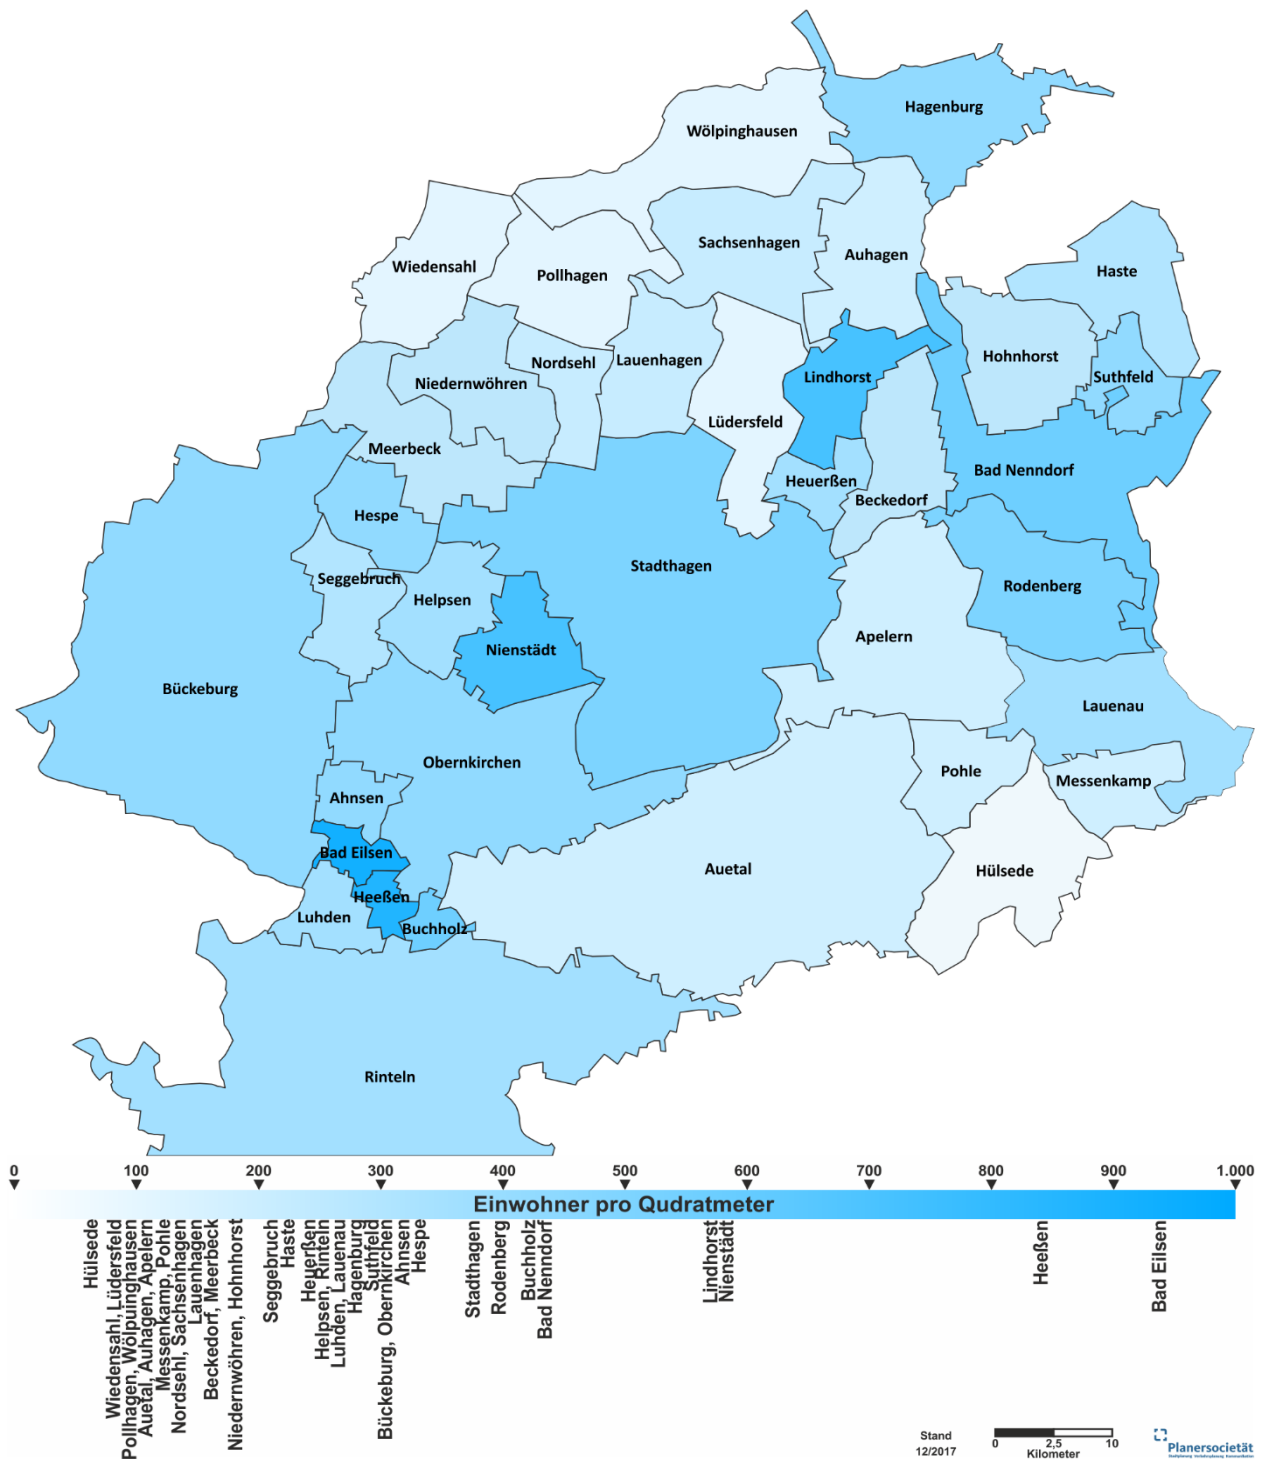 Hagenburg
Wölpinghausen
Sachsenhagen
Auhagen
Wiedensahl
Pollhagen
Haste
Hohnhorst
Nordsehl
Lauenhagen
Lindhorst
Suthfeld
Niedernwöhren
Lüdersfeld
Meerbeck
Bad Nenndorf
Heuerßen
Beckedorf
Hespe
Stadthagen
Seggebruch
Rodenberg
Helpsen
Apelern
Nienstädt
Bückeburg
Lauenau
Obernkirchen
Pohle
Messenkamp
Ahnsen
Bad Eilsen
Auetal
Hülsede
Heeßen
Luhden
Buchholz
Rinteln
0 100 200 300 400 500 600 700 800 900 1.000
Einwohner pro Qudratmeter
Hülsede
Wiedensahl, Lüdersfeld
Pollhagen, Wölpuinghausen
Auetal, Auhagen, Apelern
Messenkamp, Pohle
Nordsehl, Sachsenhagen
Lauenhagen
Beckedorf, Meerbeck
Niedernwöhren, Hohnhorst
Seggebruch
Haste
Heuerßen
Helpsen, Rinteln
Luhden, Lauenau
Hagenburg
Suthfeld
Bückeburg, Obernkirchen
Ahnsen
Hespe
Stadthagen
Rodenberg
Buchholz
Bad Nenndorf
Lindhorst
Nienstädt
Heeßen
Bad Eilsen
Stand
12/2017
0 2,5 10
Kilometer
Planersocietät
Stadtplanung Verkehrsplanung Kommunikation